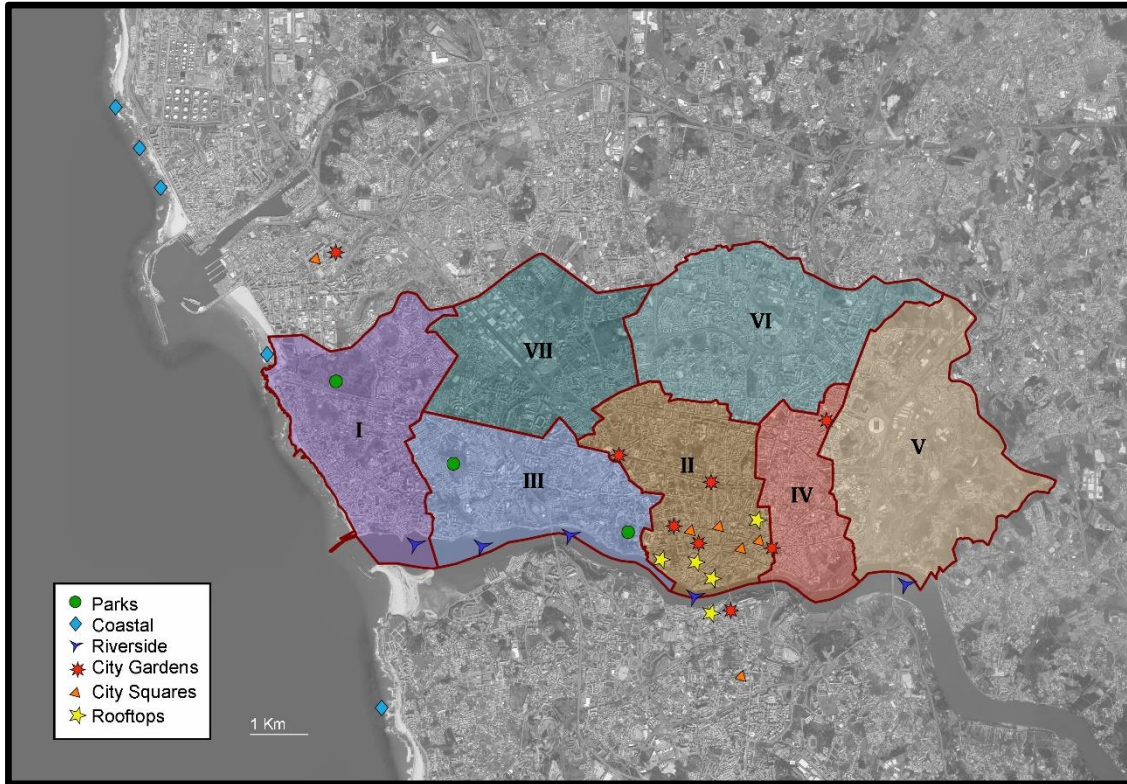 VI
VII
I
II
V
III
IV
Parks
Coastal
Riverside
City Gardens
City Squares
Rooftops
1 Km